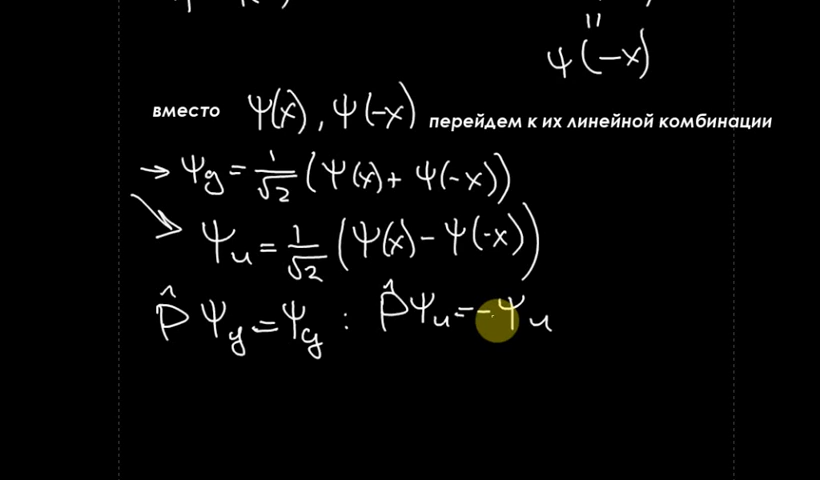 ψ(−x)
вместо ψ(x), ψ(−x) перейдем к их линейной комбинации
→ ψg = 1/√2 (ψ(x) + ψ(−x))
↘ ψu = 1/√2 (ψ(x) − ψ(−x))
P̂ ψg = ψg : P̂ψu = −ψu